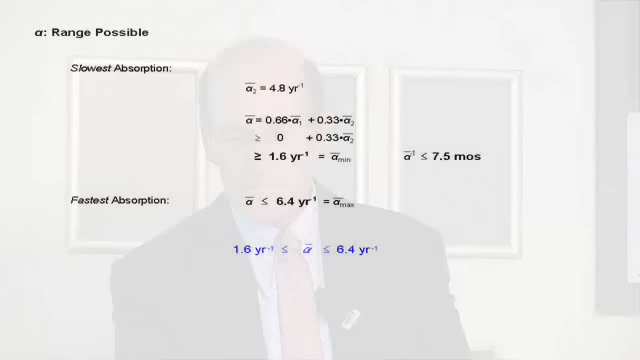 α: Range Possible
Slowest Absorption:
α̅₂ = 4.8 yr⁻¹
α̅ = 0.66•α̅₁ + 0.33•α̅₂
≥ 0 + 0.33•α̅₂
≥ 1.6 yr⁻¹ = α̅min α̅¹ ≤ 7.5 mos
Fastest Absorption: α̅ ≤ 6.4 yr⁻¹ = α̅max
1.6 yr⁻¹ ≤ α̅ ≤ 6.4 yr⁻¹